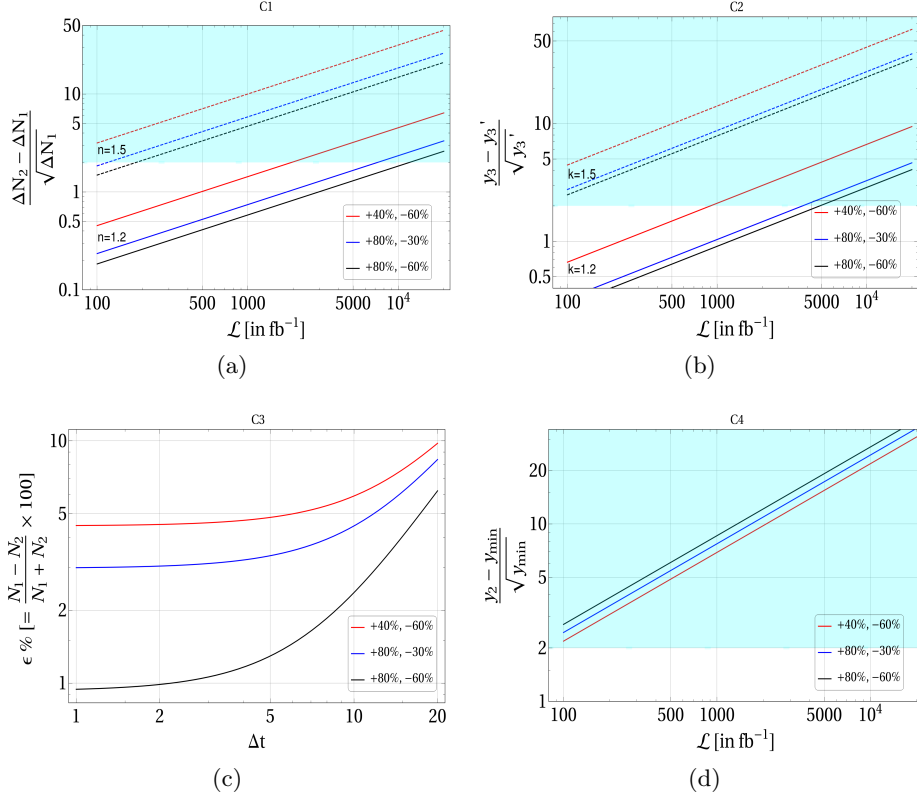 C1
50
10
5
1
0.5
0.1
ΔN₂ − ΔN₁
√ΔN₁
n=1.5
n=1.2
+40%, −60%
+80%, −30%
+80%, −60%
100 500 1000 5000 10⁴
ℒ [in fb⁻¹]
(a)
C2
50
10
5
1
0.5
y₃ − y₃'
√y₃'
k=1.5
k=1.2
+40%, −60%
+80%, −30%
+80%, −60%
100 500 1000 5000 10⁴
ℒ [in fb⁻¹]
(b)
C3
10
5
2
1
ϵ % [= N₁ − N₂ / N₁ + N₂ × 100]
+40%, −60%
+80%, −30%
+80%, −60%
1 2 5 10 20
Δt
(c)
C4
20
10
5
2
1
y₂ − y_min
√y_min
+40%, −60%
+80%, −30%
+80%, −60%
100 500 1000 5000 10⁴
ℒ [in fb⁻¹]
(d)